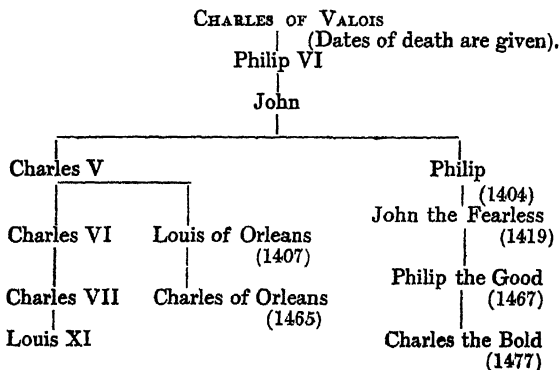 CHARLES OF VALOIS
(Dates of death are given).
Philip VI
John
Charles V Philip
(1404)
Charles VI Louis of Orleans John the Fearless
(1407) (1419)
Philip the Good
Charles VII Charles of Orleans (1467)
(1465)
Louis XI Charles the Bold
(1477)